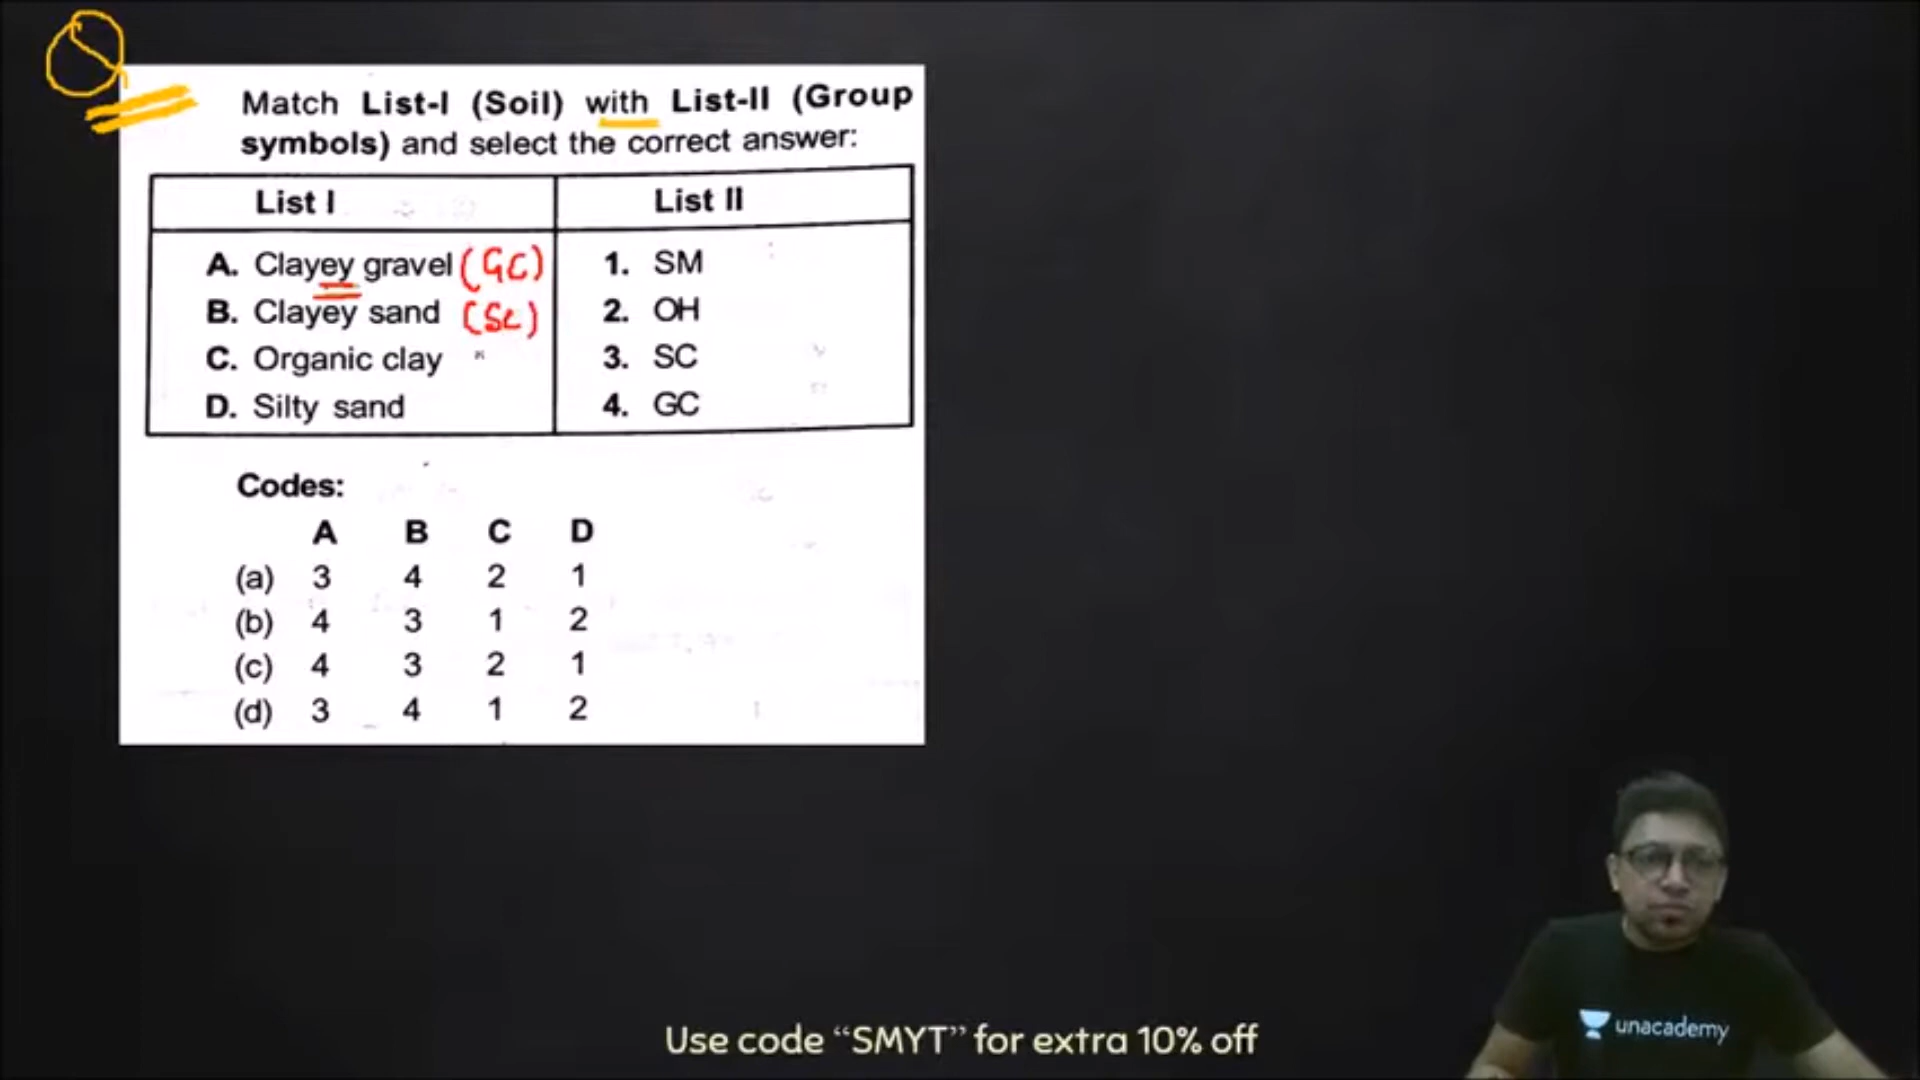 Match List-I (Soil) with List-II (Group
symbols) and select the correct answer:
List I List II
A. Clayey gravel (GC) 1. SM
B. Clayey sand (SC) 2. OH
C. Organic clay 3. SC
D. Silty sand 4. GC
Codes:
A B C D
(a) 3 4 2 1
(b) 4 3 1 2
(c) 4 3 2 1
(d) 3 4 1 2
unacademy
Use code “SMYT” for extra 10% off